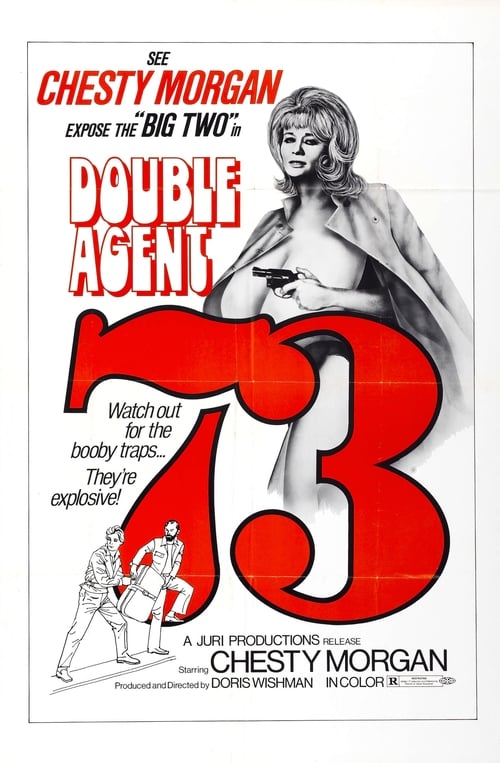 SEE
CHESTY MORGAN
EXPOSE THE "BIG TWO" in
DOUBLE
AGENT
73
Watch out
for the
booby traps...
They're
explosive!
A JURI PRODUCTIONS RELEASE
Starring CHESTY MORGAN
Produced and Directed by DORIS WISHMAN IN COLOR R
RESTRICTED